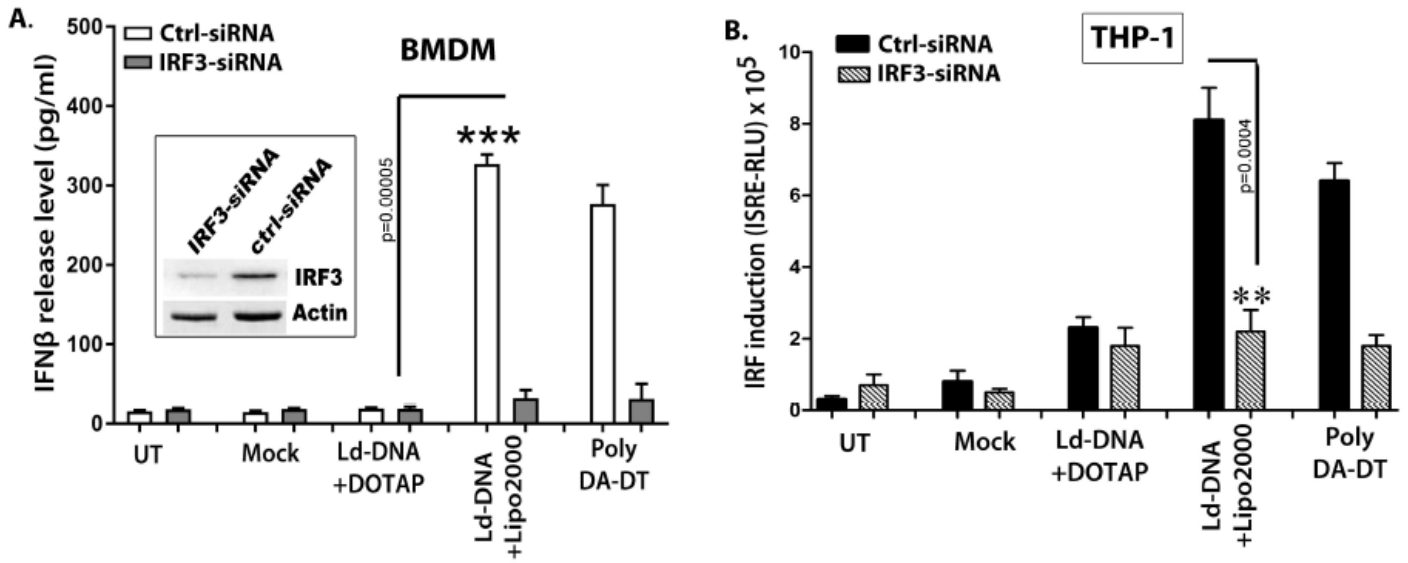 A.
500
400
300
200
100
0
IFNβ release level (pg/ml)
Ctrl-siRNA
IRF3-siRNA
BMDM
***
p=0.00005
IRF3-siRNA
ctrl-siRNA
IRF3
Actin
UT
Mock
Ld-DNA
+DOTAP
Ld-DNA
+Lipo2000
Poly
DA-DT
B.
10
8
6
4
2
0
IRF induction (ISRE-RLU) x 10⁵
Ctrl-siRNA
IRF3-siRNA
THP-1
p=0.0004
**
UT
Mock
Ld-DNA
+DOTAP
Ld-DNA
+Lipo2000
Poly
DA-DT